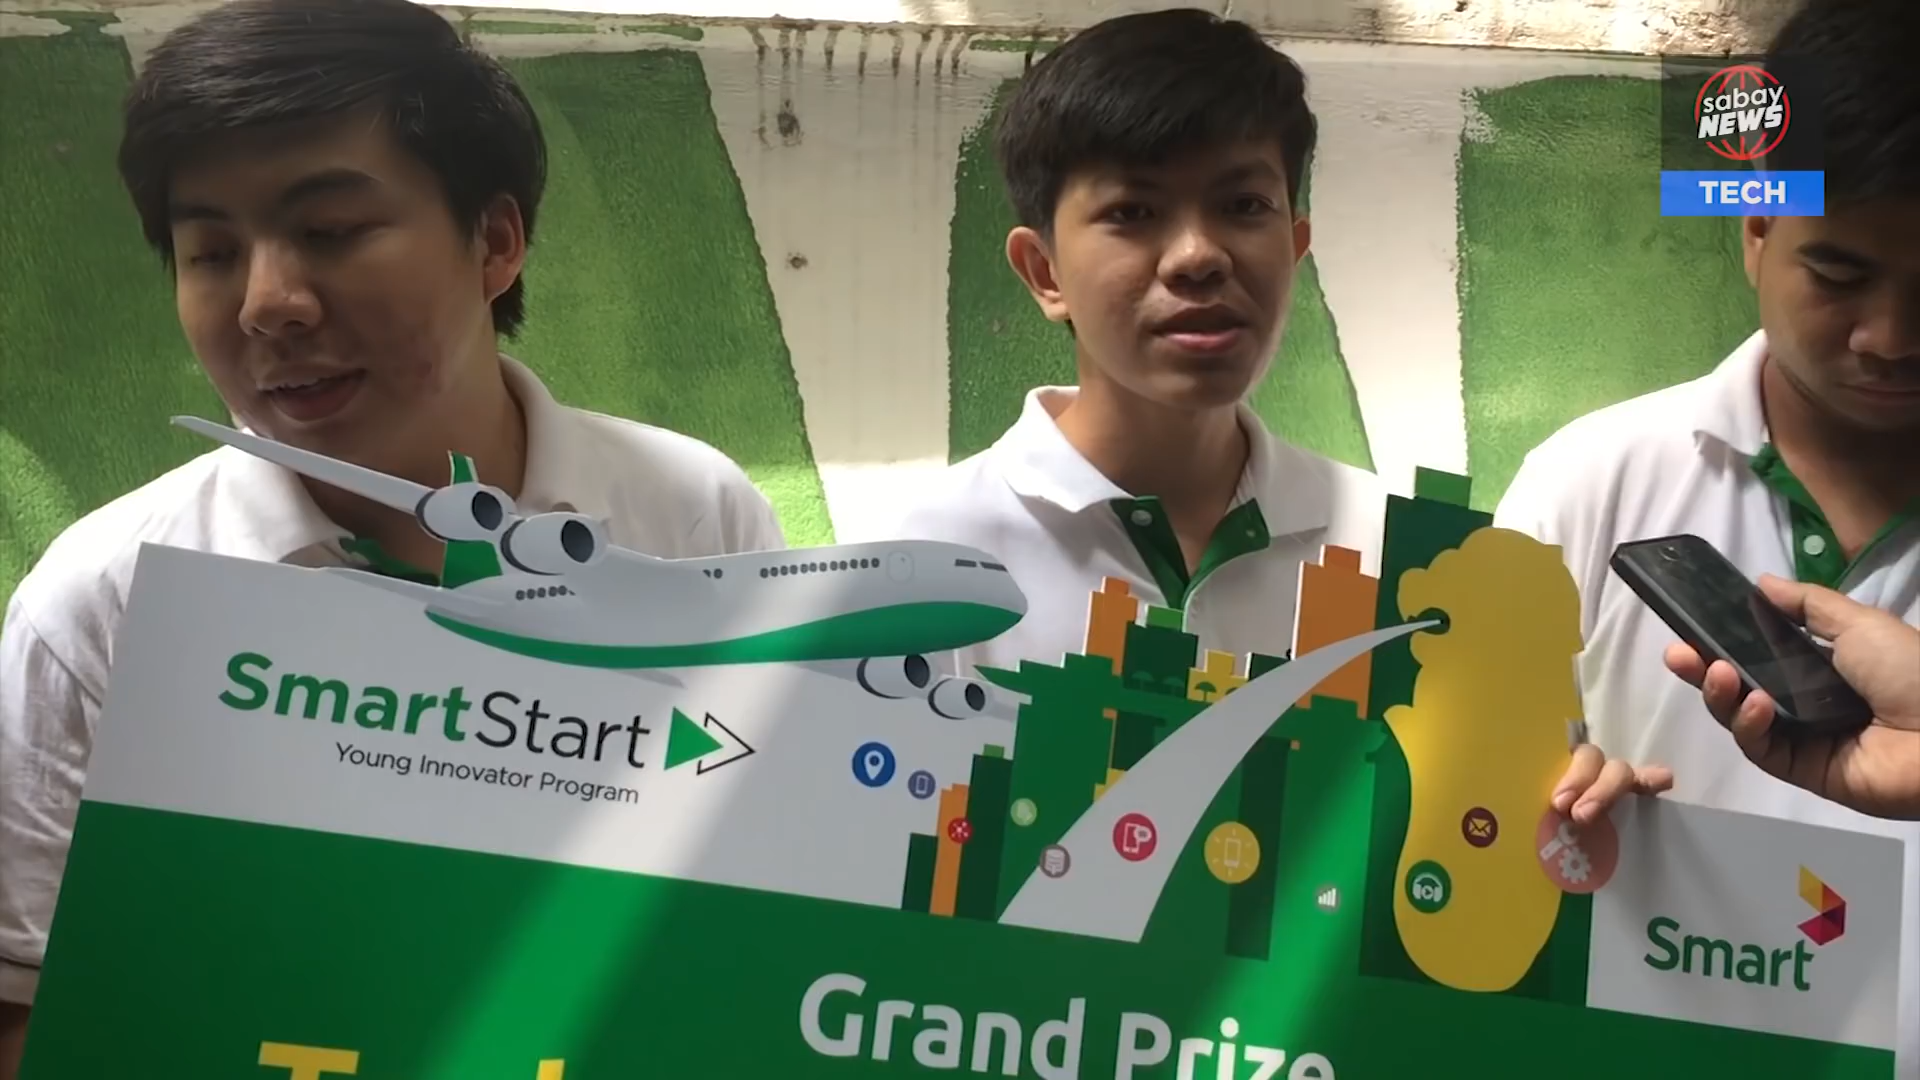 sabay
NEWS
TECH
SmartStart
Young Innovator Program
Smart
Grand Prize